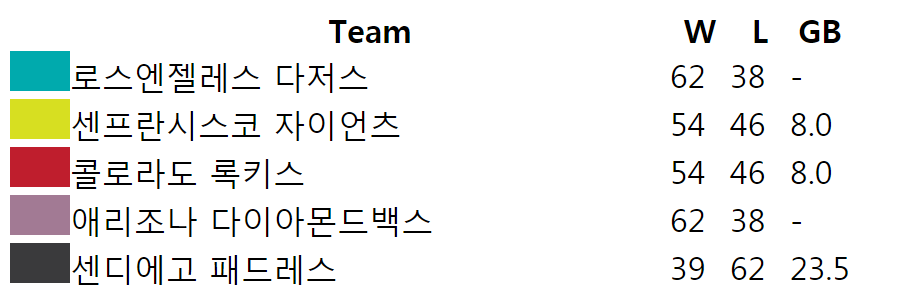 Team W L GB
로스엔젤레스 다저스 62 38 -
센프란시스코 자이언츠 54 46 8.0
콜로라도 록키스 54 46 8.0
애리조나 다이아몬드백스 62 38 -
센디에고 패드레스 39 62 23.5